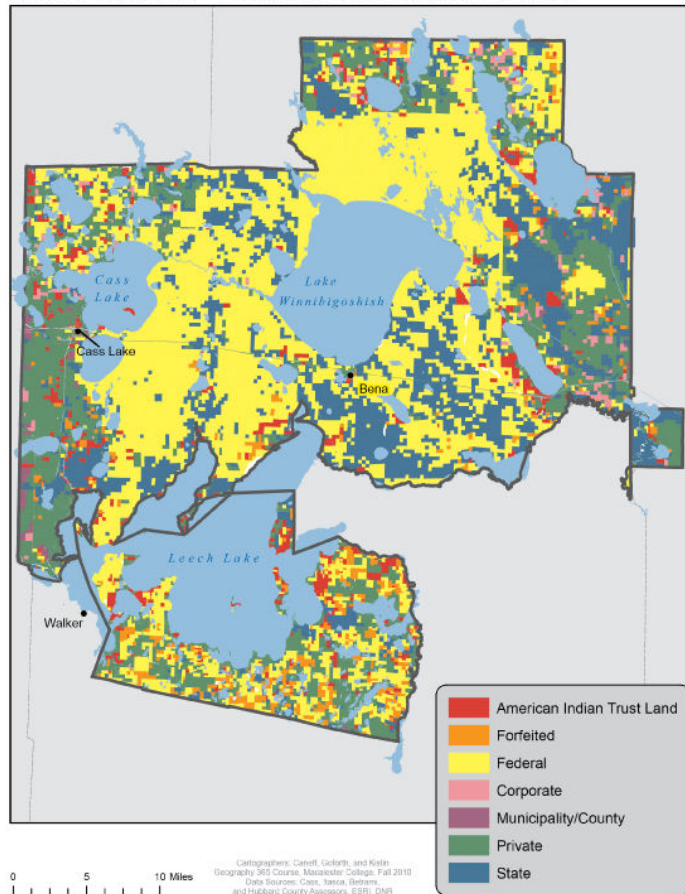 Cass
Lake
Lake
Winnibigoshish
Cass Lake
Bena
Leech Lake
Walker
American Indian Trust Land
Forfeited
Federal
Corporate
Municipality/County
Private
State
0 5 10 Miles
Cartographers: Caneff, Goforth, and Kistin
Geography 365 Course, Macalester College, Fall 2010
Data Sources: Cass, Itasca, Beltrami,
and Hubbard County Assessors, ESRI, DNR